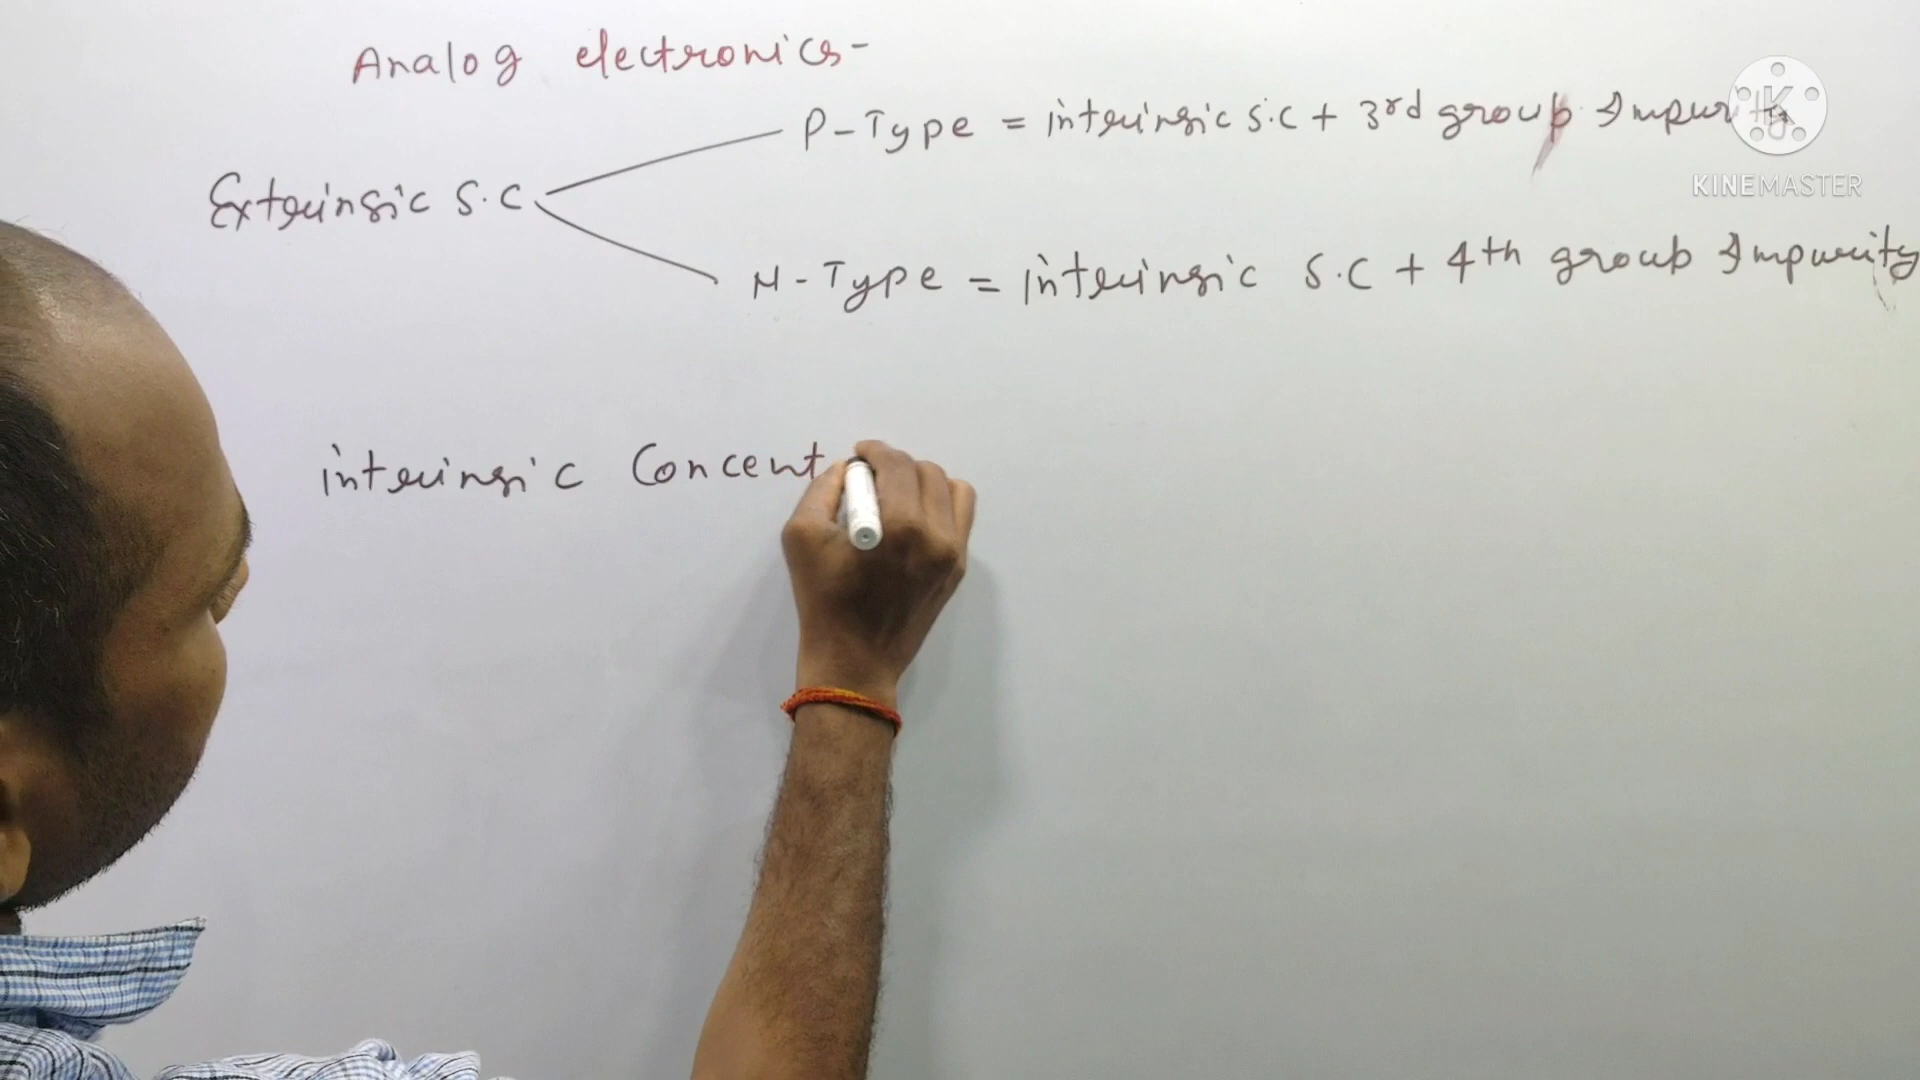 Analog electronics-
P-Type = intrinsic S.C + 3rd group Impurity
Extrinsic S.C
N-Type = intrinsic S.C + 4th group Impurity
intrinsic Concent
KINEMASTER